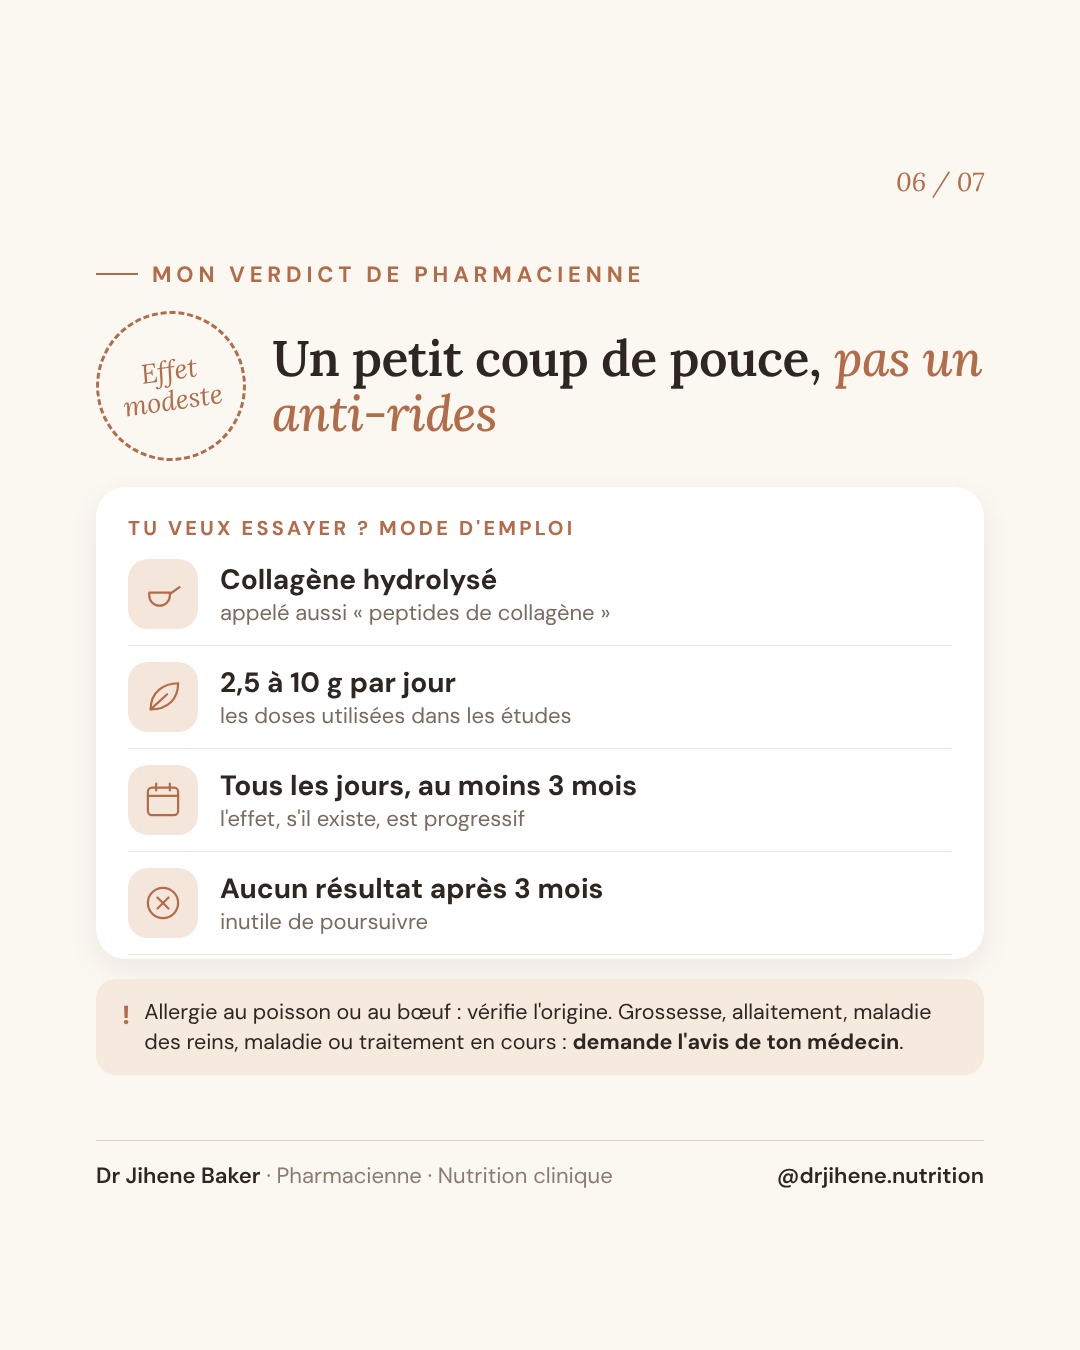 06 / 07
MON VERDICT DE PHARMACIENNE
Effet
modeste
Un petit coup de pouce, pas un
anti-rides
TU VEUX ESSAYER ? MODE D'EMPLOI
Collagène hydrolysé
appelé aussi « peptides de collagène »
2,5 à 10 g par jour
les doses utilisées dans les études
Tous les jours, au moins 3 mois
l'effet, s'il existe, est progressif
Aucun résultat après 3 mois
inutile de poursuivre
! Allergie au poisson ou au bœuf : vérifie l'origine. Grossesse, allaitement, maladie
des reins, maladie ou traitement en cours : demande l'avis de ton médecin.
Dr Jihene Baker · Pharmacienne · Nutrition clinique @drjihene.nutrition